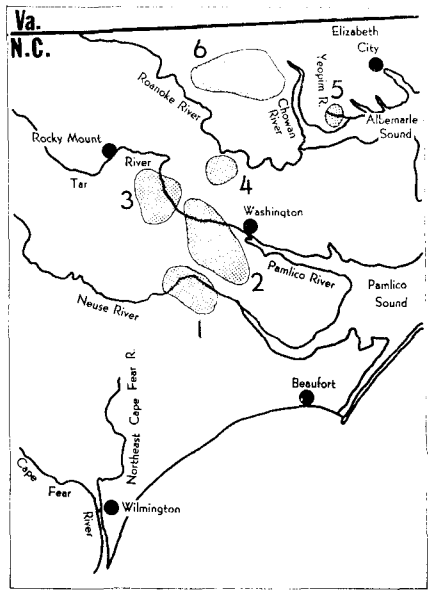 Va.
N.C.
6
Elizabeth
City
Yeopim R.
5
Roanoke River
Chowan
River
Albemarle
Sound
Rocky Mount
River
Tar
4
3
Washington
Pamlico River
2
Pamlico
Sound
Neuse River
1
Beaufort
Northeast Cape Fear R.
Cape
Fear
River
Wilmington